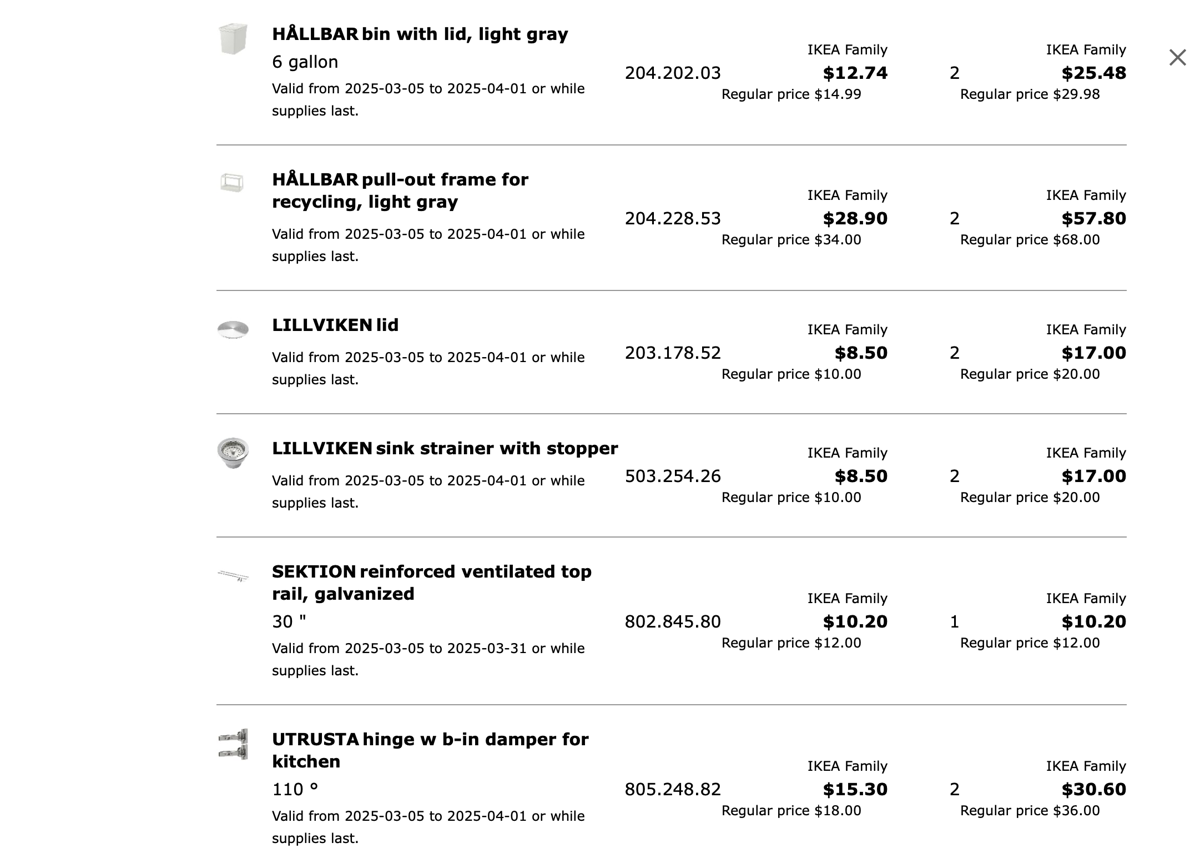 HÅLLBAR bin with lid, light gray
6 gallon
Valid from 2025-03-05 to 2025-04-01 or while
supplies last.
204.202.03
IKEA Family
$12.74
Regular price $14.99
2
IKEA Family
$25.48
Regular price $29.98
HÅLLBAR pull-out frame for
recycling, light gray
Valid from 2025-03-05 to 2025-04-01 or while
supplies last.
204.228.53
IKEA Family
$28.90
Regular price $34.00
2
IKEA Family
$57.80
Regular price $68.00
LILLVIKEN lid
Valid from 2025-03-05 to 2025-04-01 or while
supplies last.
203.178.52
IKEA Family
$8.50
Regular price $10.00
2
IKEA Family
$17.00
Regular price $20.00
LILLVIKEN sink strainer with stopper
Valid from 2025-03-05 to 2025-04-01 or while
supplies last.
503.254.26
IKEA Family
$8.50
Regular price $10.00
2
IKEA Family
$17.00
Regular price $20.00
SEKTION reinforced ventilated top
rail, galvanized
30 "
Valid from 2025-03-05 to 2025-03-31 or while
supplies last.
802.845.80
IKEA Family
$10.20
Regular price $12.00
1
IKEA Family
$10.20
Regular price $12.00
UTRUSTA hinge w b-in damper for
kitchen
110 °
Valid from 2025-03-05 to 2025-04-01 or while
supplies last.
805.248.82
IKEA Family
$15.30
Regular price $18.00
2
IKEA Family
$30.60
Regular price $36.00